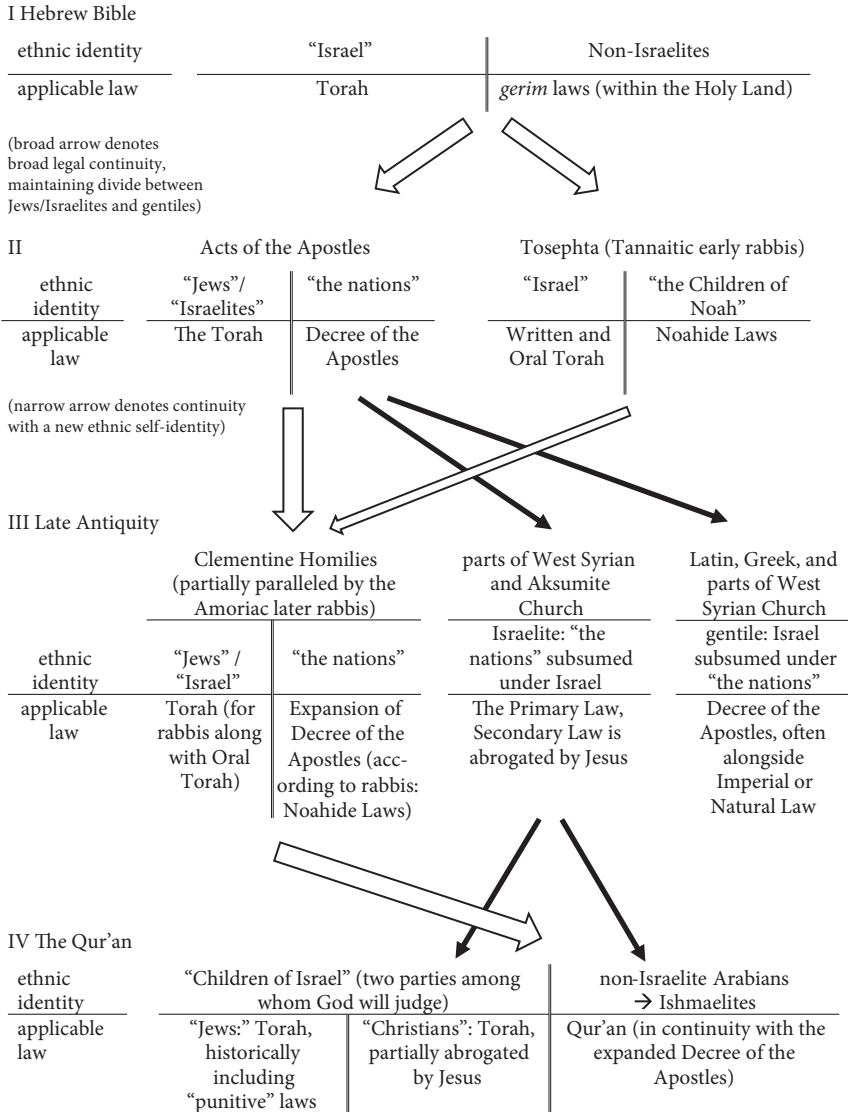 I Hebrew Bible
ethnic identity
“Israel”
Non-Israelites
applicable law
Torah
gerim laws (within the Holy Land)
(broad arrow denotes
broad legal continuity,
maintaining divide between
Jews/Israelites and gentiles)
II
Acts of the Apostles
Tosephta (Tannaitic early rabbis)
ethnic
identity
“Jews”/
“Israelites”
“the nations”
“Israel”
“the Children of
Noah”
applicable
law
The Torah
Decree of the
Apostles
Written and
Oral Torah
Noahide Laws
(narrow arrow denotes continuity
with a new ethnic self-identity)
III Late Antiquity
Clementine Homilies
(partially paralleled by the
Amoriac later rabbis)
parts of West Syrian
and Aksumite
Church
Latin, Greek, and
parts of West
Syrian Church
ethnic
identity
“Jews” /
“Israel”
“the nations”
Israelite: “the
nations” subsumed
under Israel
gentile: Israel
subsumed under
“the nations”
applicable
law
Torah (for
rabbis along
with Oral
Torah)
Expansion of
Decree of the
Apostles (acc-
ording to rabbis:
Noahide Laws)
The Primary Law,
Secondary Law is
abrogated by Jesus
Decree of the
Apostles, often
alongside
Imperial or
Natural Law
IV The Qur’an
ethnic
identity
“Children of Israel” (two parties among
whom God will judge)
non-Israelite Arabians
→ Ishmaelites
applicable
law
“Jews:” Torah,
historically
including
“punitive” laws
“Christians”: Torah,
partially abrogated
by Jesus
Qur’an (in continuity with the
expanded Decree of the
Apostles)